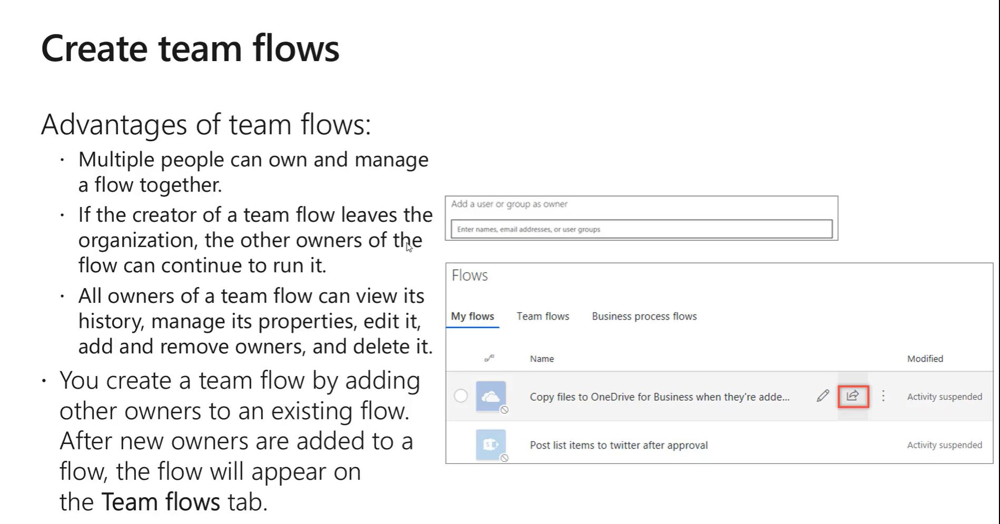 Create team flows
Advantages of team flows:
· Multiple people can own and manage
a flow together.
· If the creator of a team flow leaves the
organization, the other owners of the
flow can continue to run it.
· All owners of a team flow can view its
history, manage its properties, edit it,
add and remove owners, and delete it.
· You create a team flow by adding
other owners to an existing flow.
After new owners are added to a
flow, the flow will appear on
the Team flows tab.
Add a user or group as owner
Enter names, email addresses, or user groups
Flows
My flows Team flows Business process flows
Name Modified
Copy files to OneDrive for Business when they're adde... Activity suspended
Post list items to twitter after approval Activity suspended